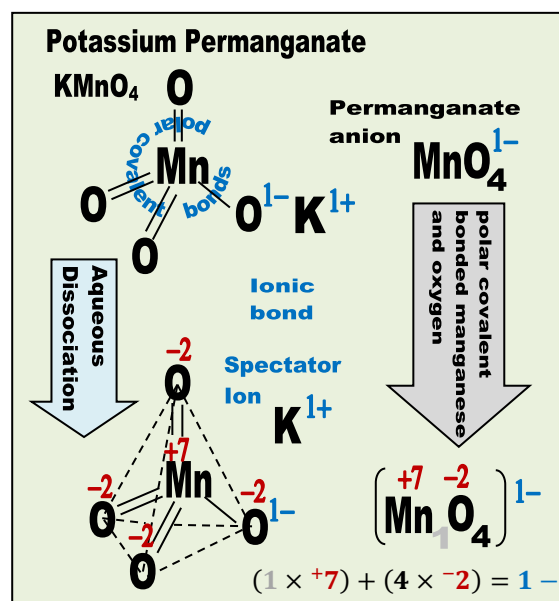 Potassium Permanganate
KMnO₄
O
polar covalent bonds
Mn
O
O¹⁻ K¹⁺
O
Permanganate
anion
MnO₄¹⁻
Aqueous
Dissociation
Ionic
bond
polar covalent
bonded manganese
and oxygen
Spectator
Ion
K¹⁺
−2
O
+7
Mn
−2
O
−2
O¹⁻
−2
O
+7 −2
(Mn₁O₄)¹⁻
(1 × ⁺7) + (4 × ⁻2) = 1 −